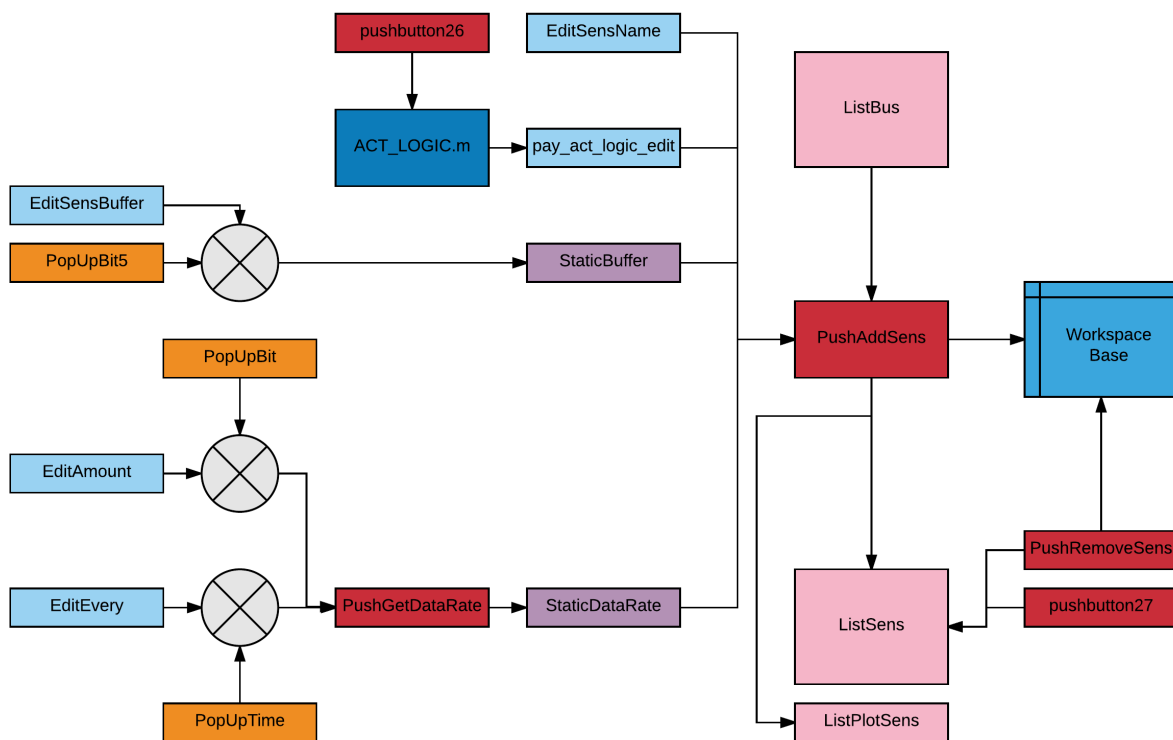 pushbutton26
EditSensName
ListBus
ACT_LOGIC.m
pay_act_logic_edit
EditSensBuffer
PopUpBit5
StaticBuffer
PushAddSens
Workspace
Base
PopUpBit
EditAmount
PushRemoveSens
EditEvery
PushGetDataRate
StaticDataRate
ListSens
pushbutton27
PopUpTime
ListPlotSens